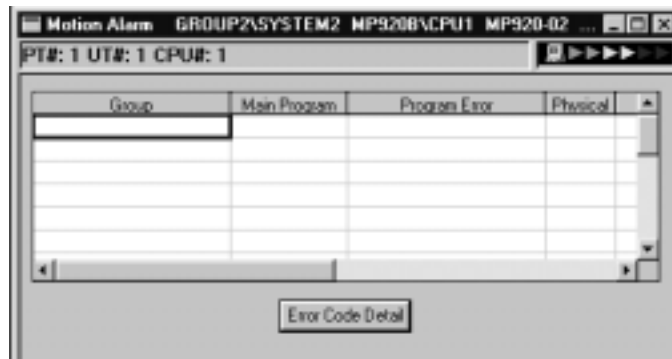 Motion Alarm GROUP2\SYSTEM2 MP920B\CPU1 MP920-02 ...
PT#: 1 UT#: 1 CPU#: 1
Group Main Program Program Error Physical
Error Code Detail